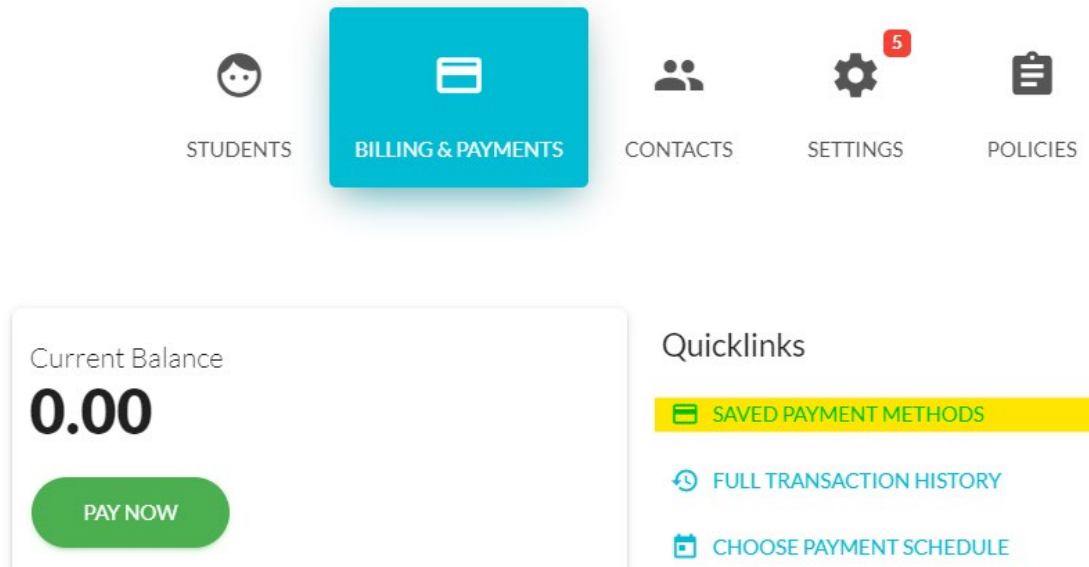 5
STUDENTS BILLING & PAYMENTS CONTACTS SETTINGS POLICIES
Current Balance
0.00
PAY NOW
Quicklinks
SAVED PAYMENT METHODS
FULL TRANSACTION HISTORY
CHOOSE PAYMENT SCHEDULE